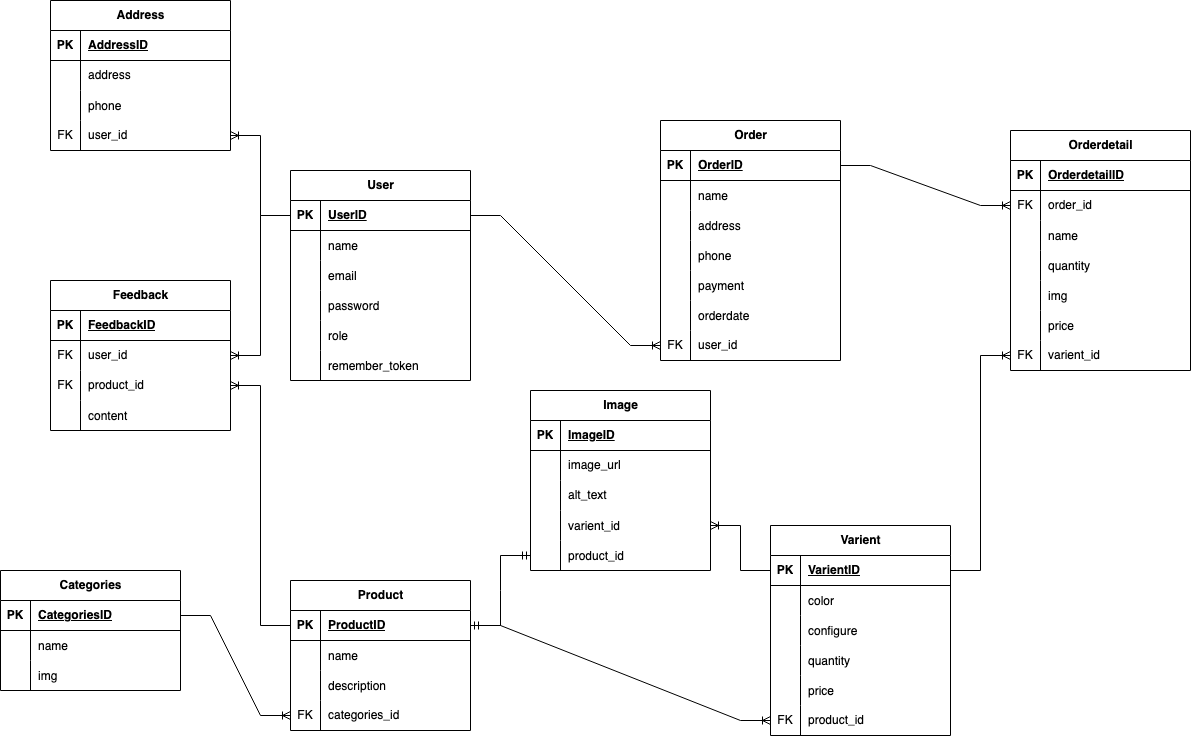 Address
PK AddressID
address
phone
FK user_id
User
PK UserID
name
email
password
role
remember_token
Order
PK OrderID
name
address
phone
payment
orderdate
FK user_id
Orderdetail
PK OrderdetailID
FK order_id
name
quantity
img
price
FK varient_id
Feedback
PK FeedbackID
FK user_id
FK product_id
content
Image
PK ImageID
image_url
alt_text
varient_id
product_id
Categories
PK CategoriesID
name
img
Product
PK ProductID
name
description
FK categories_id
Varient
PK VarientID
color
configure
quantity
price
FK product_id